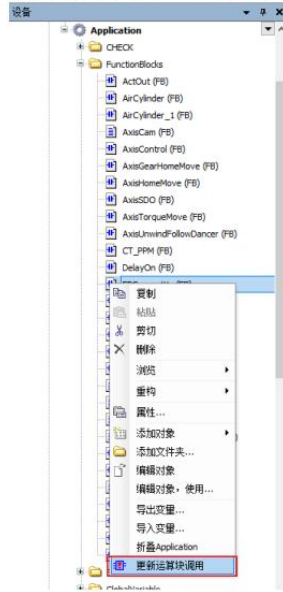 设备
Application
CHECK
FunctionBlocks
ActOut (FB)
AirCylinder (FB)
AirCylinder_1 (FB)
AxisCam (FB)
AxisControl (FB)
AxisGearHomeMove (FB)
AxisHomeMove (FB)
AxisSDO (FB)
AxisTorqueMove (FB)
AxisUnwindFollowDancer (FB)
CT_PPM (FB)
DelayOn (FB)
复制
粘贴
剪切
删除
浏览
重构
属性...
添加对象
添加文件夹...
编辑对象
编辑对象，使用...
导出变量...
导入变量...
折叠Application
更新运算块调用
GlobalVariable